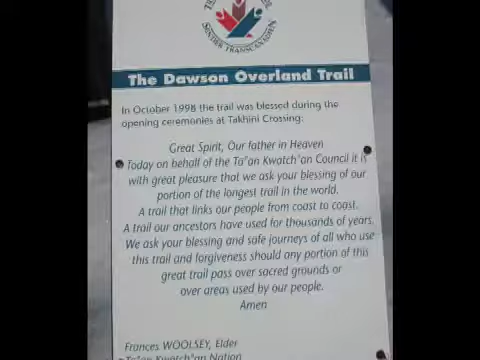 SENTIER TRANSCANADIEN
The Dawson Overland Trail
In October 1998 the trail was blessed during the
opening ceremonies at Takhini Crossing:
Great Spirit, Our father in Heaven
Today on behalf of the Ta'an Kwatch'an Council it is
with great pleasure that we ask your blessing of our
portion of the longest trail in the world.
A trail that links our people from coast to coast.
A trail our ancestors have used for thousands of years.
We ask your blessing and safe journeys of all who use
this trail and forgiveness should any portion of this
great trail pass over sacred grounds or
over areas used by our people.
Amen
Frances WOOLSEY, Elder
Ta'an Kwatch'an Nation